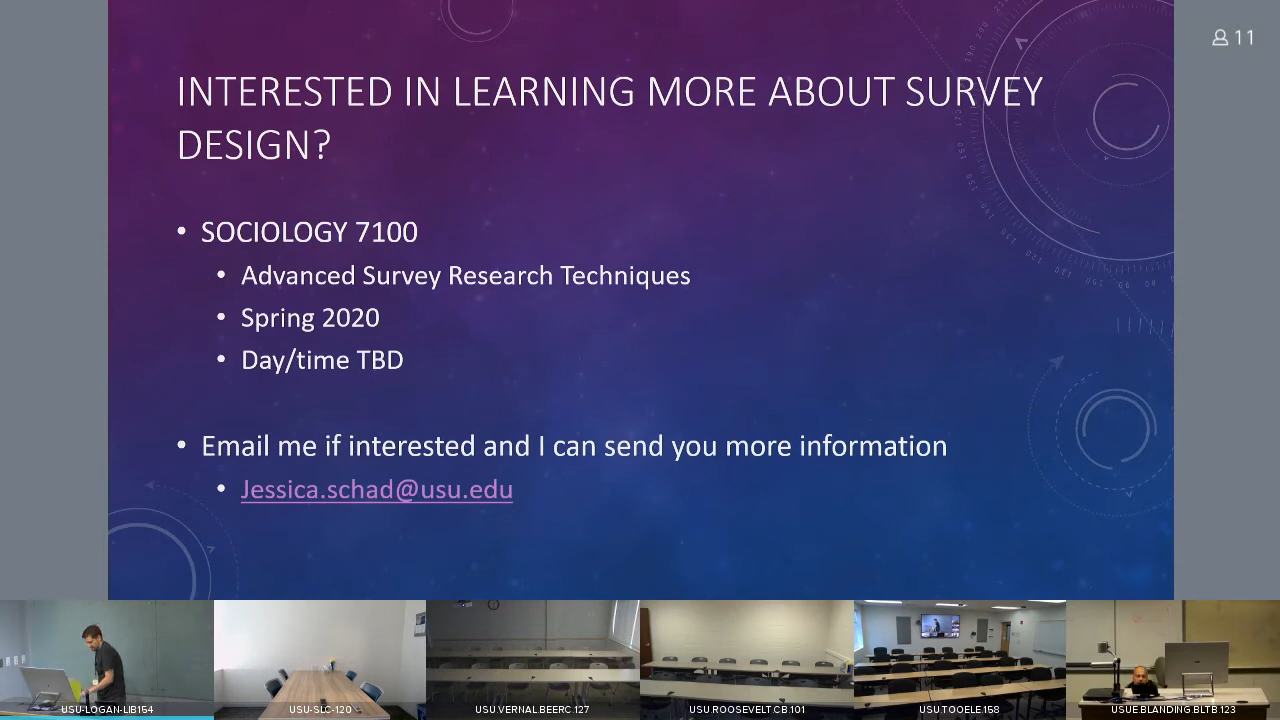 11
INTERESTED IN LEARNING MORE ABOUT SURVEY
DESIGN?
• SOCIOLOGY 7100
• Advanced Survey Research Techniques
• Spring 2020
• Day/time TBD
• Email me if interested and I can send you more information
• Jessica.schad@usu.edu
USU-LOGAN-LIB154
USU-SLC-120
USU.VERNAL.BEERC.127
USU.ROOSEVELT.CB.101
USU.TOOELE.158
USUE.BLANDING.BLTB.123